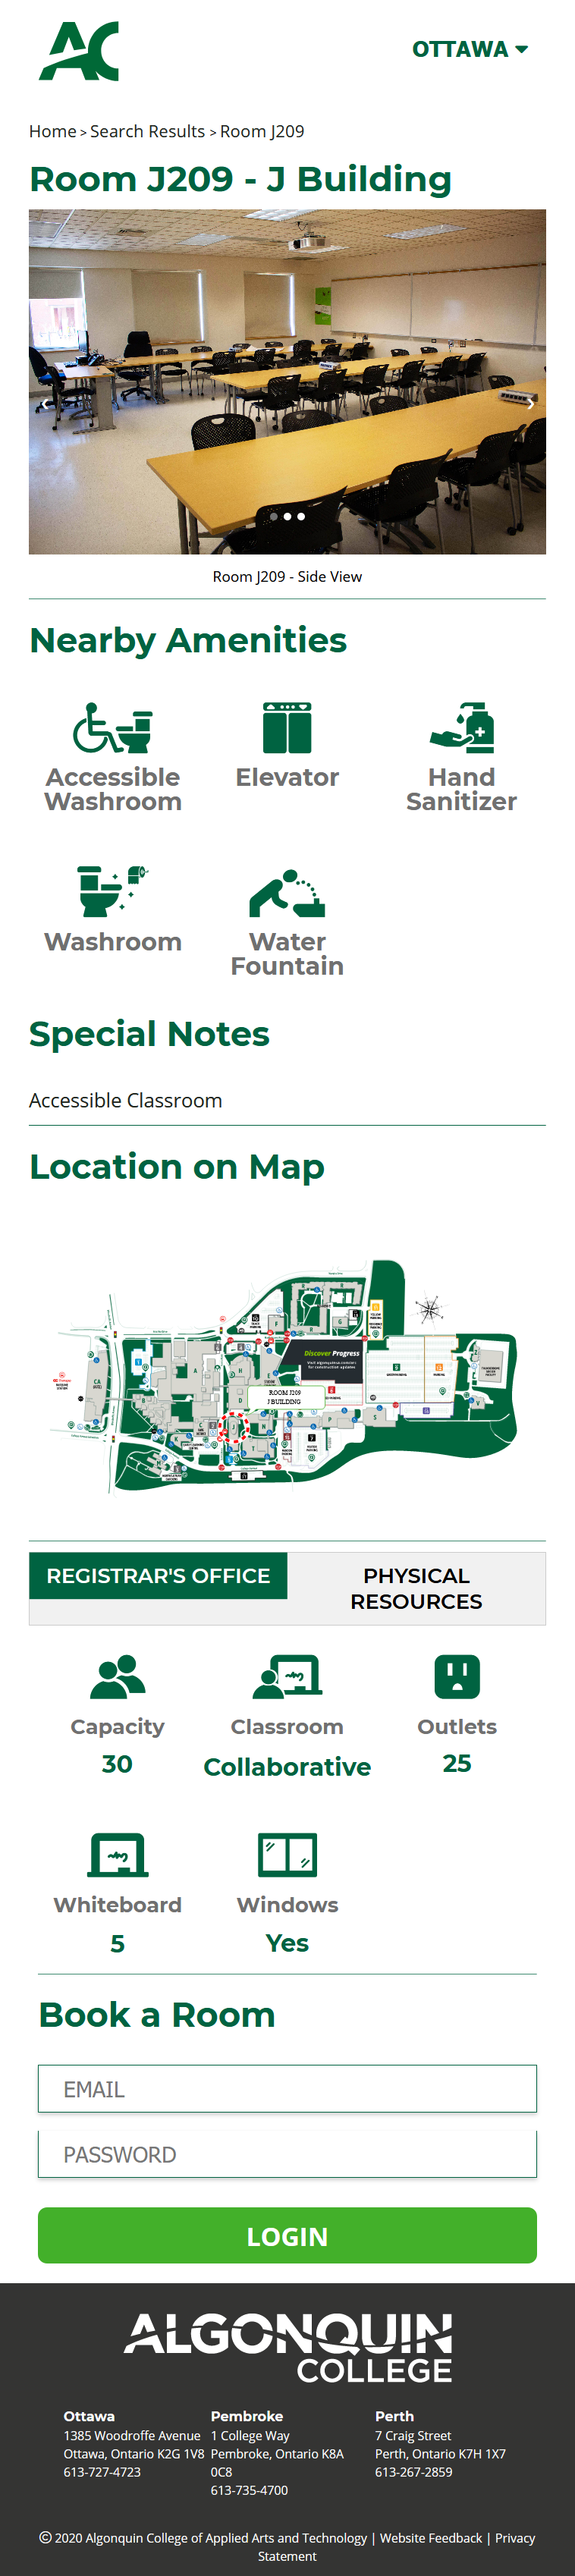 AC
OTTAWA
Home > Search Results > Room J209
Room J209 - J Building
Room J209 - Side View
Nearby Amenities
Accessible
Washroom
Elevator
Hand
Sanitizer
Washroom
Water
Fountain
Special Notes
Accessible Classroom
Location on Map
Discover Progress
ROOM J209
J BUILDING
REGISTRAR'S OFFICE
PHYSICAL
RESOURCES
Capacity
30
Classroom
Collaborative
Outlets
25
Whiteboard
5
Windows
Yes
Book a Room
EMAIL
PASSWORD
LOGIN
ALGONQUIN
COLLEGE
Ottawa
1385 Woodroffe Avenue
Ottawa, Ontario K2G 1V8
613-727-4723
Pembroke
1 College Way
Pembroke, Ontario K8A
0C8
613-735-4700
Perth
7 Craig Street
Perth, Ontario K7H 1X7
613-267-2859
© 2020 Algonquin College of Applied Arts and Technology | Website Feedback | Privacy
Statement